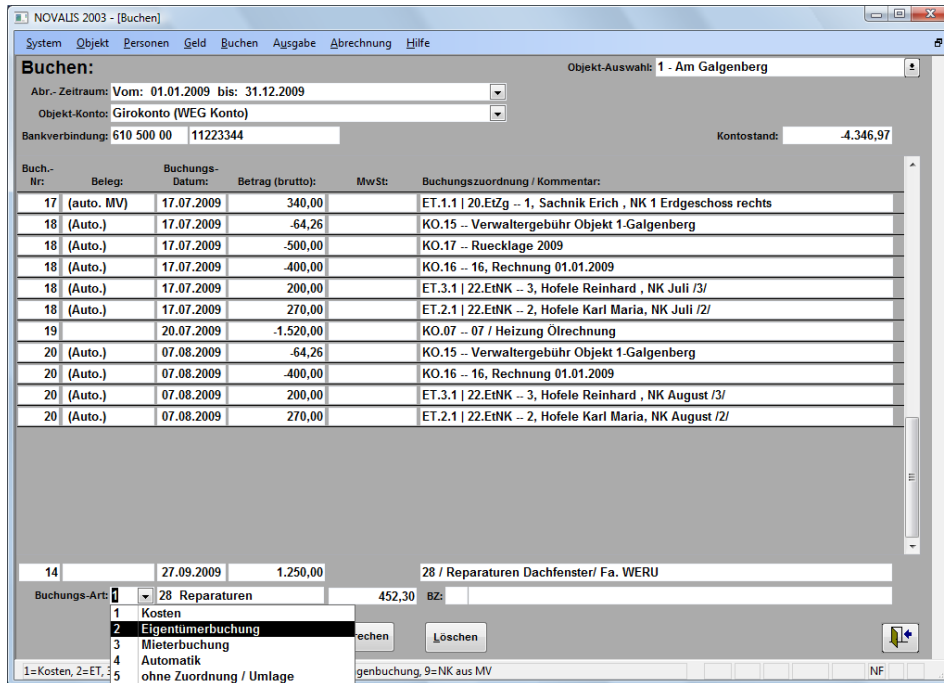 NOVALIS 2003 - [Buchen]
System Objekt Personen Geld Buchen Ausgabe Abrechnung Hilfe
Buchen: Objekt-Auswahl: 1 - Am Galgenberg
Abr.- Zeitraum: Vom: 01.01.2009 bis: 31.12.2009
Objekt-Konto: Girokonto (WEG Konto)
Bankverbindung: 610 500 00 11223344 Kontostand: -4.346,97
Buch.- Buchungs-
Nr: Beleg: Datum: Betrag (brutto): MwSt: Buchungszuordnung / Kommentar:
17 (auto. MV) 17.07.2009 340,00 ET.1.1 | 20.EtZg -- 1, Sachnik Erich , NK 1 Erdgeschoss rechts
18 (Auto.) 17.07.2009 -64,26 KO.15 -- Verwaltergebühr Objekt 1-Galgenberg
18 (Auto.) 17.07.2009 -500,00 KO.17 -- Ruecklage 2009
18 (Auto.) 17.07.2009 -400,00 KO.16 -- 16, Rechnung 01.01.2009
18 (Auto.) 17.07.2009 200,00 ET.3.1 | 22.EtNK -- 3, Hofele Reinhard , NK Juli /3/
18 (Auto.) 17.07.2009 270,00 ET.2.1 | 22.EtNK -- 2, Hofele Karl Maria, NK Juli /2/
19 20.07.2009 -1.520,00 KO.07 -- 07 / Heizung Ölrechnung
20 (Auto.) 07.08.2009 -64,26 KO.15 -- Verwaltergebühr Objekt 1-Galgenberg
20 (Auto.) 07.08.2009 -400,00 KO.16 -- 16, Rechnung 01.01.2009
20 (Auto.) 07.08.2009 200,00 ET.3.1 | 22.EtNK -- 3, Hofele Reinhard , NK August /3/
20 (Auto.) 07.08.2009 270,00 ET.2.1 | 22.EtNK -- 2, Hofele Karl Maria, NK August /2/
14 27.09.2009 1.250,00 28 / Reparaturen Dachfenster/ Fa. WERU
Buchungs-Art: 1 28 Reparaturen 452,30 BZ:
1 Kosten
2 Eigentümerbuchung
3 Mieterbuchung rechen Löschen
4 Automatik
5 ohne Zuordnung / Umlage
1=Kosten, 2=ET, genbuchung, 9=NK aus MV NF